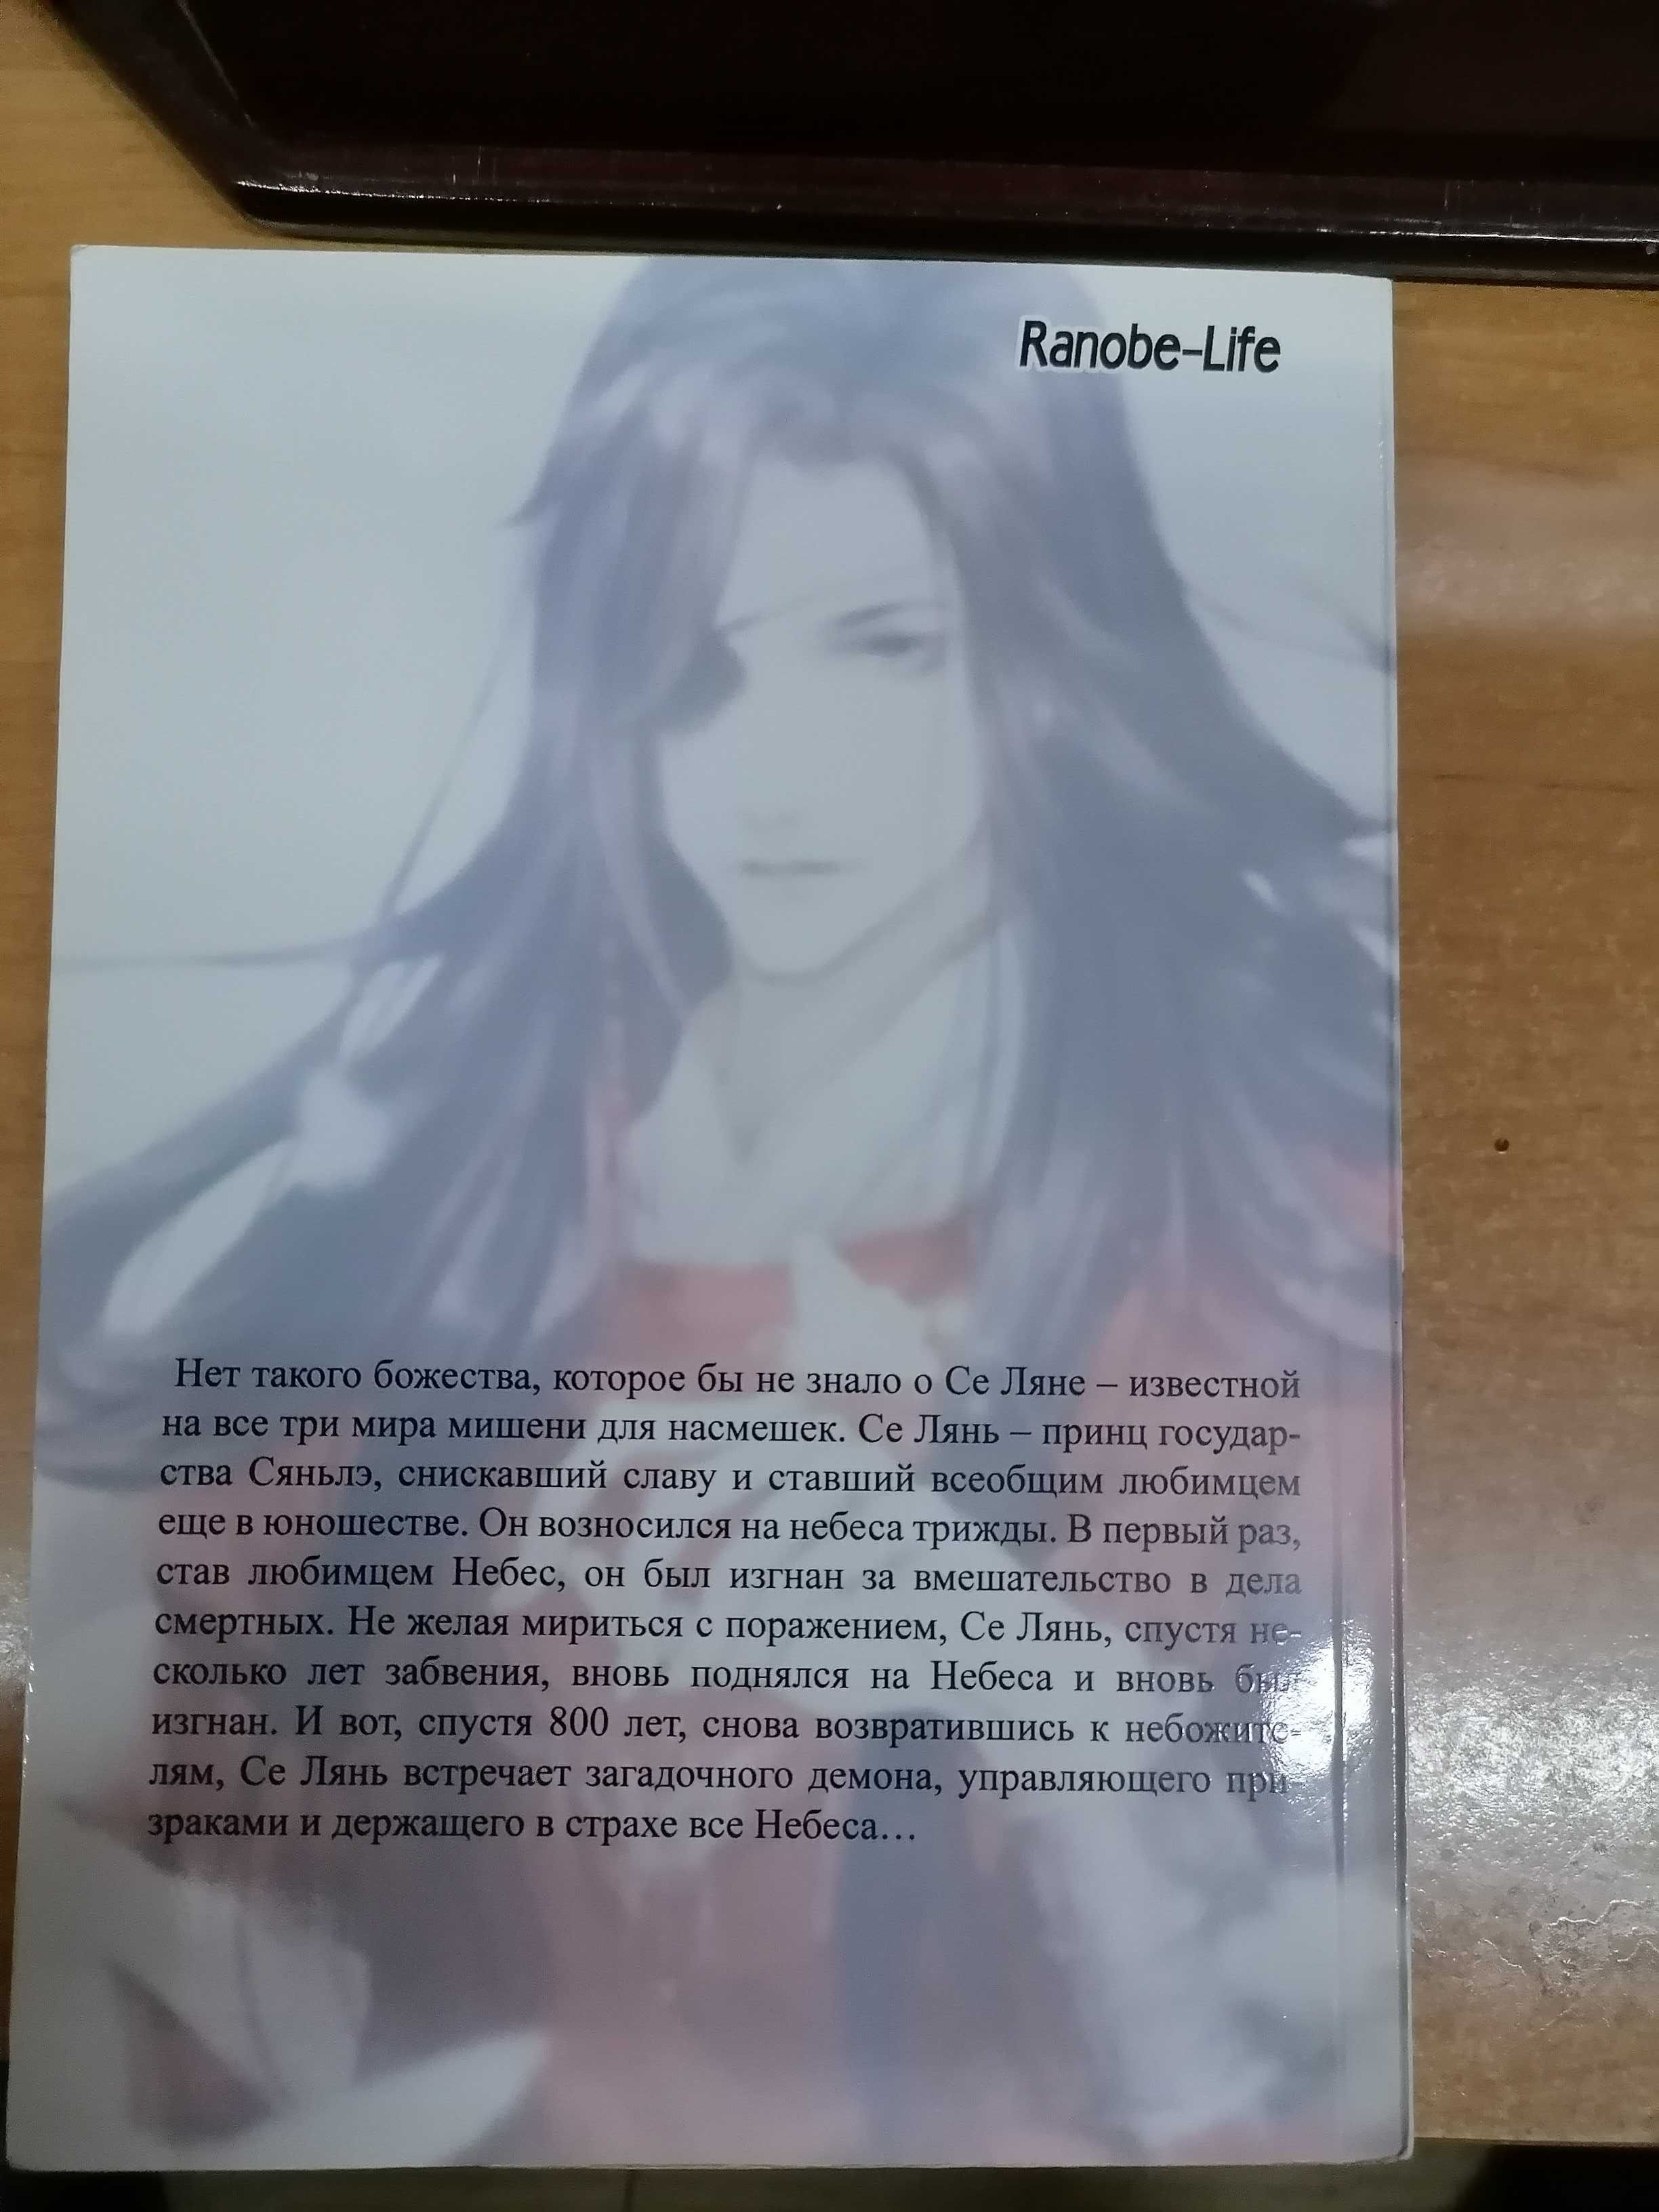 Ranobe-Life
Нет такого божества, которое бы не знало о Се Ляне – известной
на все три мира мишени для насмешек. Се Лянь – принц государ-
ства Сяньлэ, снискавший славу и ставший всеобщим любимцем
еще в юношестве. Он возносился на небеса трижды. В первый раз,
став любимцем Небес, он был изгнан за вмешательство в дела
смертных. Не желая мириться с поражением, Се Лянь, спустя не-
сколько лет забвения, вновь поднялся на Небеса и вновь был
изгнан. И вот, спустя 800 лет, снова возвратившись к небожите-
лям, Се Лянь встречает загадочного демона, управляющего при-
зраками и держащего в страхе все Небеса…